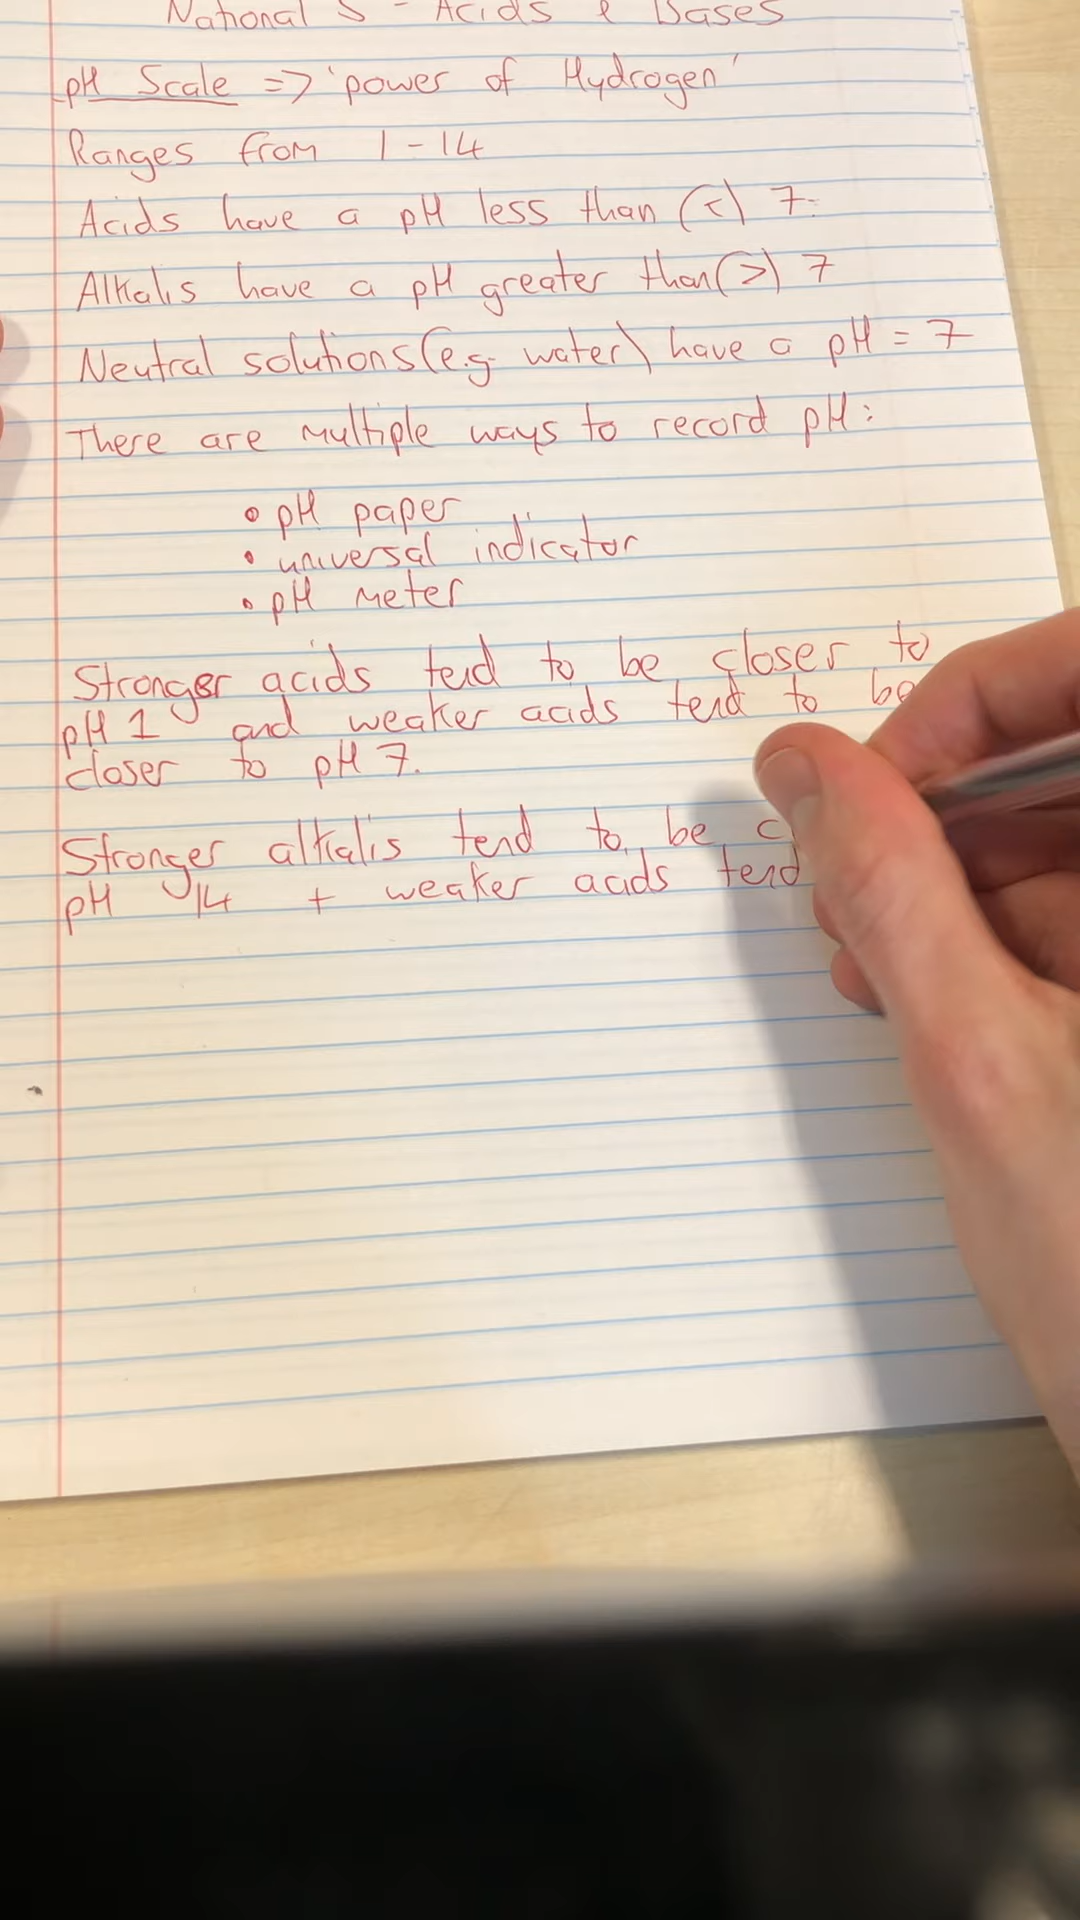 National 5 - Acids & Bases
pH Scale => 'power of Hydrogen'
Ranges from 1 - 14
Acids have a pH less than (<) 7.
Alkalis have a pH greater than (>) 7
Neutral solutions (e.g. water) have a pH = 7
There are multiple ways to record pH:
• pH paper
• universal indicator
• pH meter
Stronger acids tend to be closer to
pH 1 and weaker acids tend to be
closer to pH 7.
Stronger alkalis tend to be
pH 14 + weaker acids tend